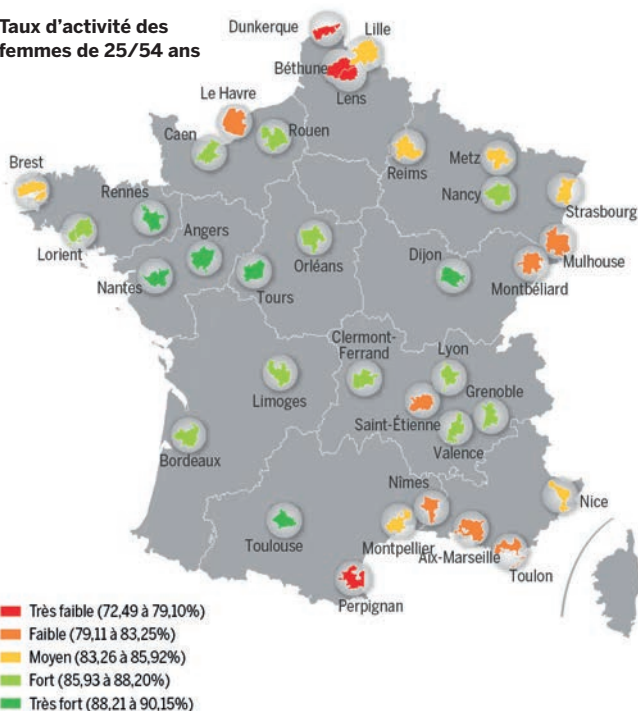 Taux d'activité des
femmes de 25/54 ans
Dunkerque
Lille
Béthune
Lens
Le Havre
Caen
Rouen
Reims
Metz
Nancy
Strasbourg
Brest
Rennes
Lorient
Angers
Nantes
Tours
Orléans
Dijon
Mulhouse
Montbéliard
Clermont-
Ferrand
Lyon
Limoges
Grenoble
Saint-Étienne
Valence
Bordeaux
Nîmes
Nice
Toulouse
Montpellier
Aix-Marseille
Toulon
Perpignan
Très faible (72,49 à 79,10%)
Faible (79,11 à 83,25%)
Moyen (83,26 à 85,92%)
Fort (85,93 à 88,20%)
Très fort (88,21 à 90,15%)